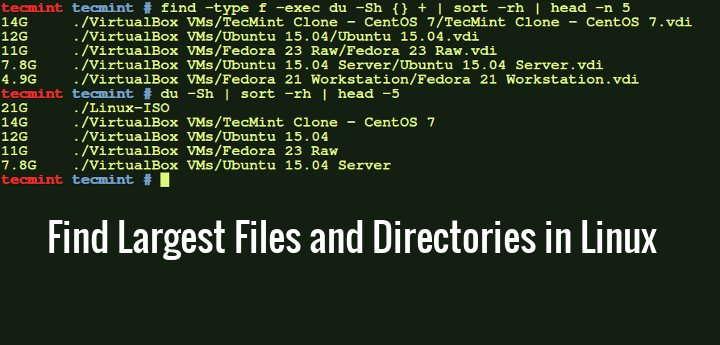 tecmint tecmint # find -type f -exec du -Sh {} + | sort -rh | head -n 5
14G     ./VirtualBox VMs/TecMint Clone - CentOS 7/TecMint Clone - CentOS 7.vdi
12G     ./VirtualBox VMs/Ubuntu 15.04/Ubuntu 15.04.vdi
11G     ./VirtualBox VMs/Fedora 23 Raw/Fedora 23 Raw.vdi
7.8G    ./VirtualBox VMs/Ubuntu 15.04 Server/Ubuntu 15.04 Server.vdi
4.9G    ./VirtualBox VMs/Fedora 21 Workstation/Fedora 21 Workstation.vdi
tecmint tecmint # du -Sh | sort -rh | head -5
21G     ./Linux-ISO
14G     ./VirtualBox VMs/TecMint Clone - CentOS 7
12G     ./VirtualBox VMs/Ubuntu 15.04
11G     ./VirtualBox VMs/Fedora 23 Raw
7.8G    ./VirtualBox VMs/Ubuntu 15.04 Server
tecmint tecmint #
Find Largest Files and Directories in Linux